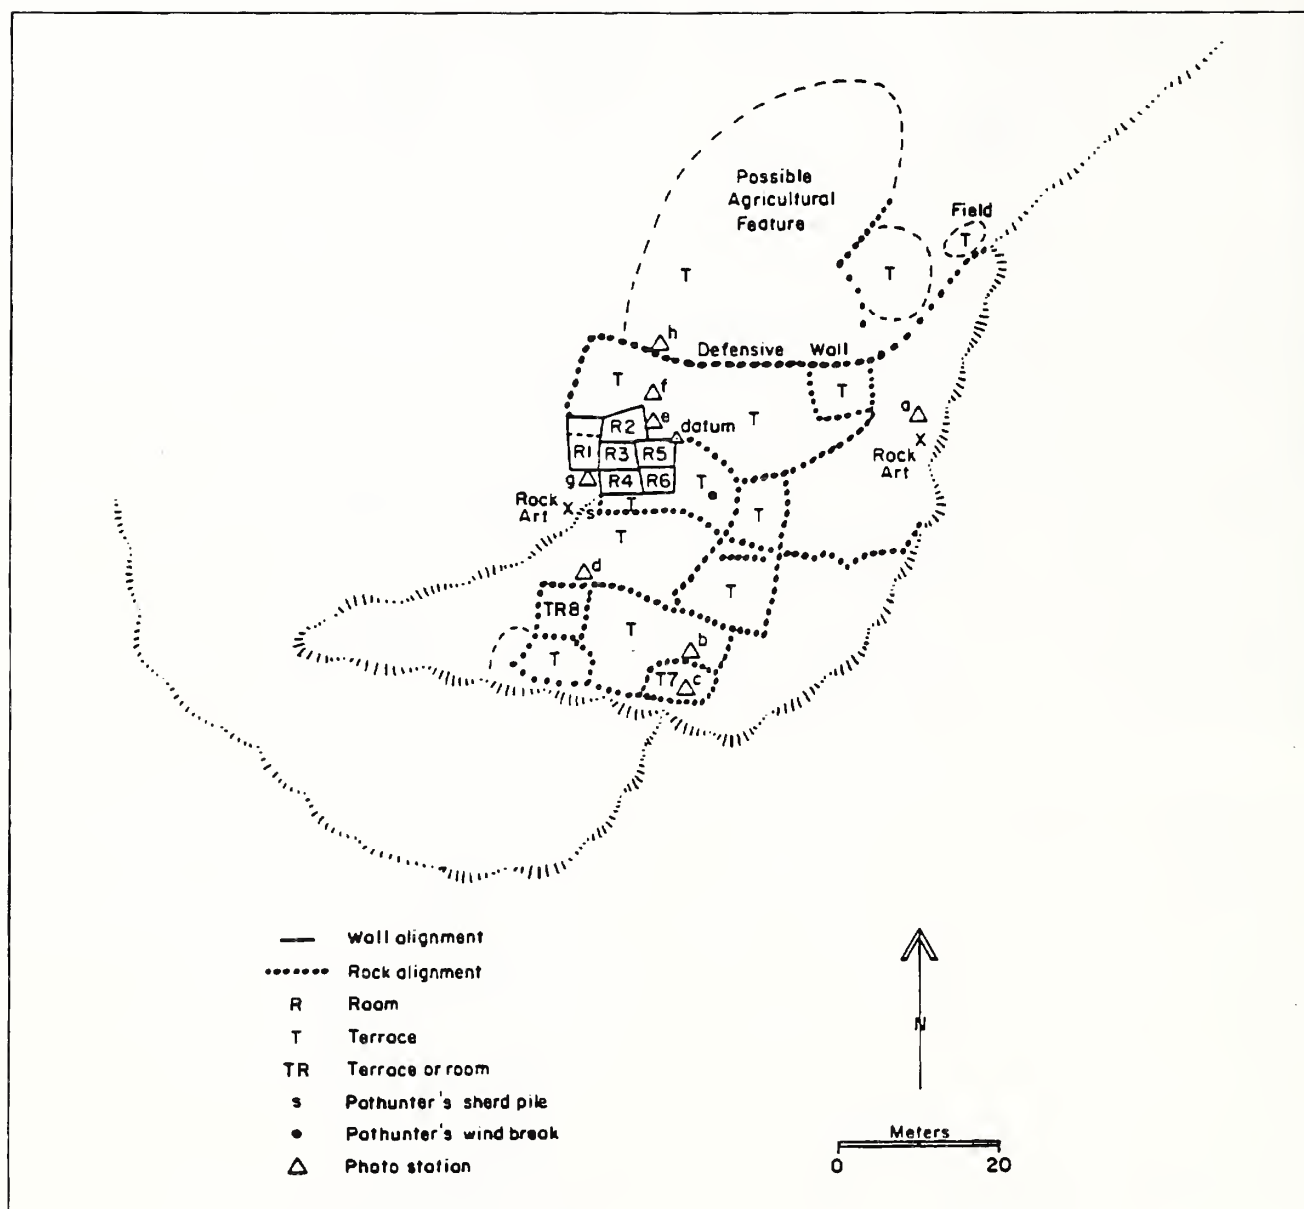 Possible
Agricultural
Feature
Field
T
T
T
h
Defensive Wall
T
f
T
T
a
e
R2
datum
R1
R3
R5
Rock
Art
X
g
R4
R6
T
Rock
Art
X
s
T
T
T
d
T
TR8
T
b
T
T7
c
Wall alignment
Rock alignment
R Room
T Terrace
TR Terrace or room
s Pothunter's sherd pile
Pothunter's wind break
Photo station
N
Meters
0 20